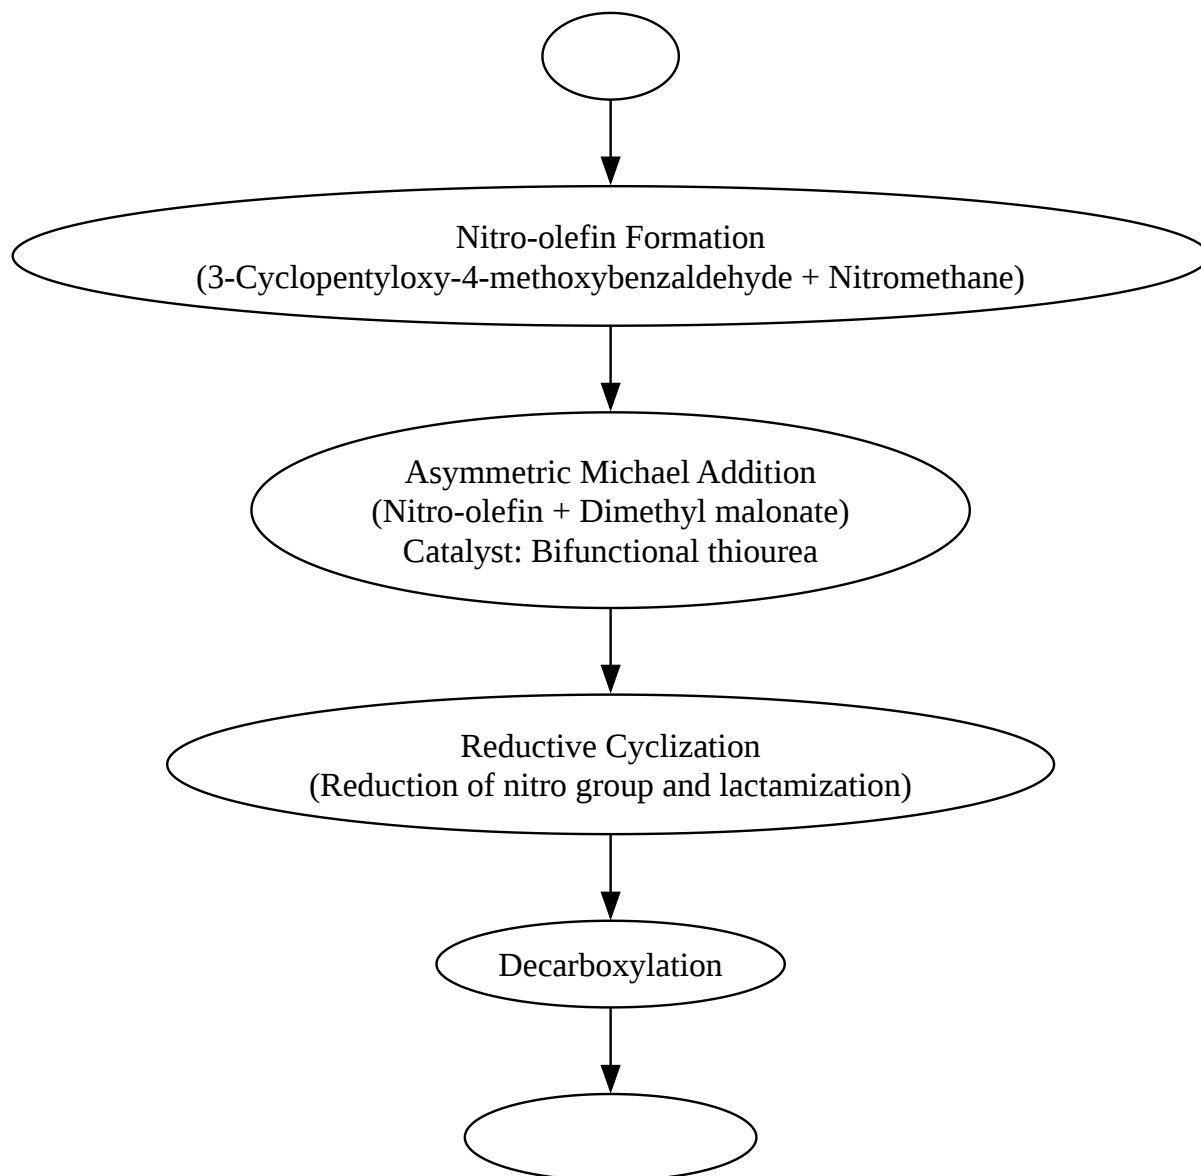 Nitro-olefin Formation
(3-Cyclopentyloxy-4-methoxybenzaldehyde + Nitromethane)
Asymmetric Michael Addition
(Nitro-olefin + Dimethyl malonate)
Catalyst: Bifunctional thiourea
Reductive Cyclization
(Reduction of nitro group and lactamization)
Decarboxylation